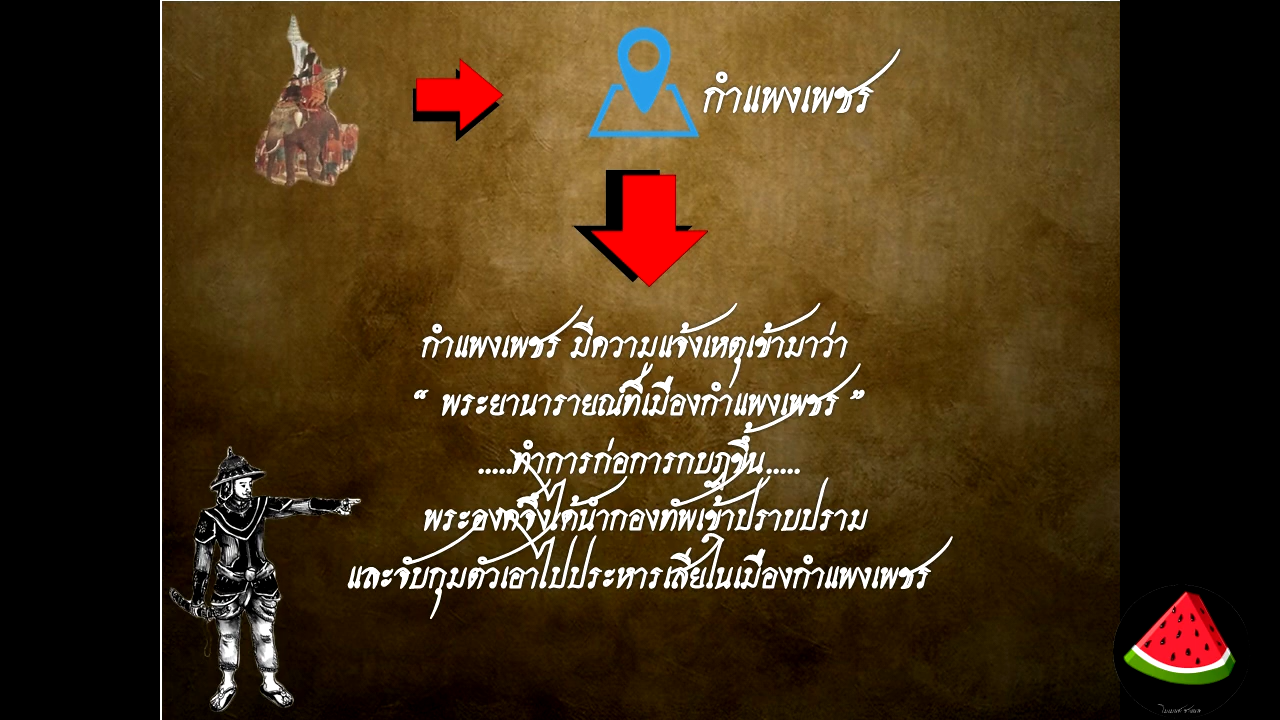 กำแพงเพชร
กำแพงเพชร มีความแจ้งเหตุเข้ามาว่า
“ พระยานารายณ์ที่เมืองกำแพงเพชร ”
.....ทำการก่อการกบฏขึ้น.....
พระองค์จึงได้นำกองทัพเข้าปราบปราม
และจับกุมตัวเอาไปประหารเสียในเมืองกำแพงเพชร